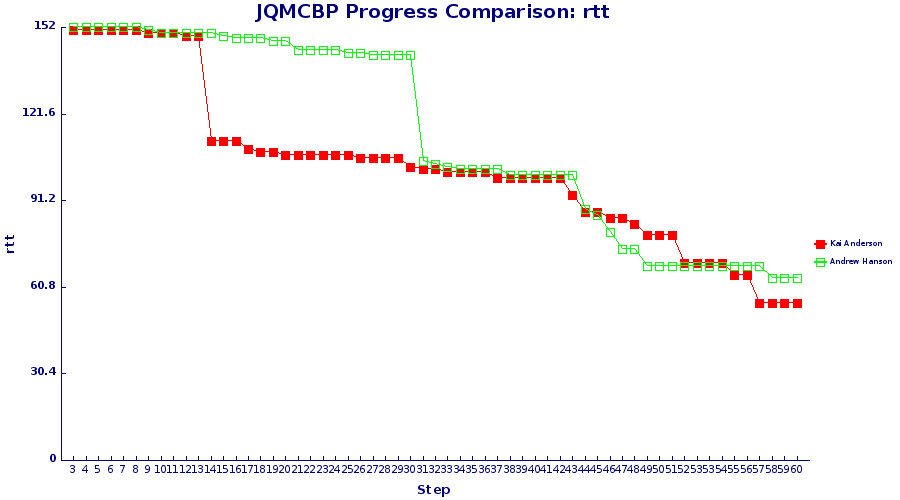 JQMCBP Progress Comparison: rtt
152
121.6
91.2
60.8
30.4
0
rtt
3 4 5 6 7 8 9 10 11 12 13 14 15 16 17 18 19 20 21 22 23 24 25 26 27 28 29 30 31 32 33 34 35 36 37 38 39 40 41 42 43 44 45 46 47 48 49 50 51 52 53 54 55 56 57 58 59 60
Step
Kai Anderson
Andrew Hanson